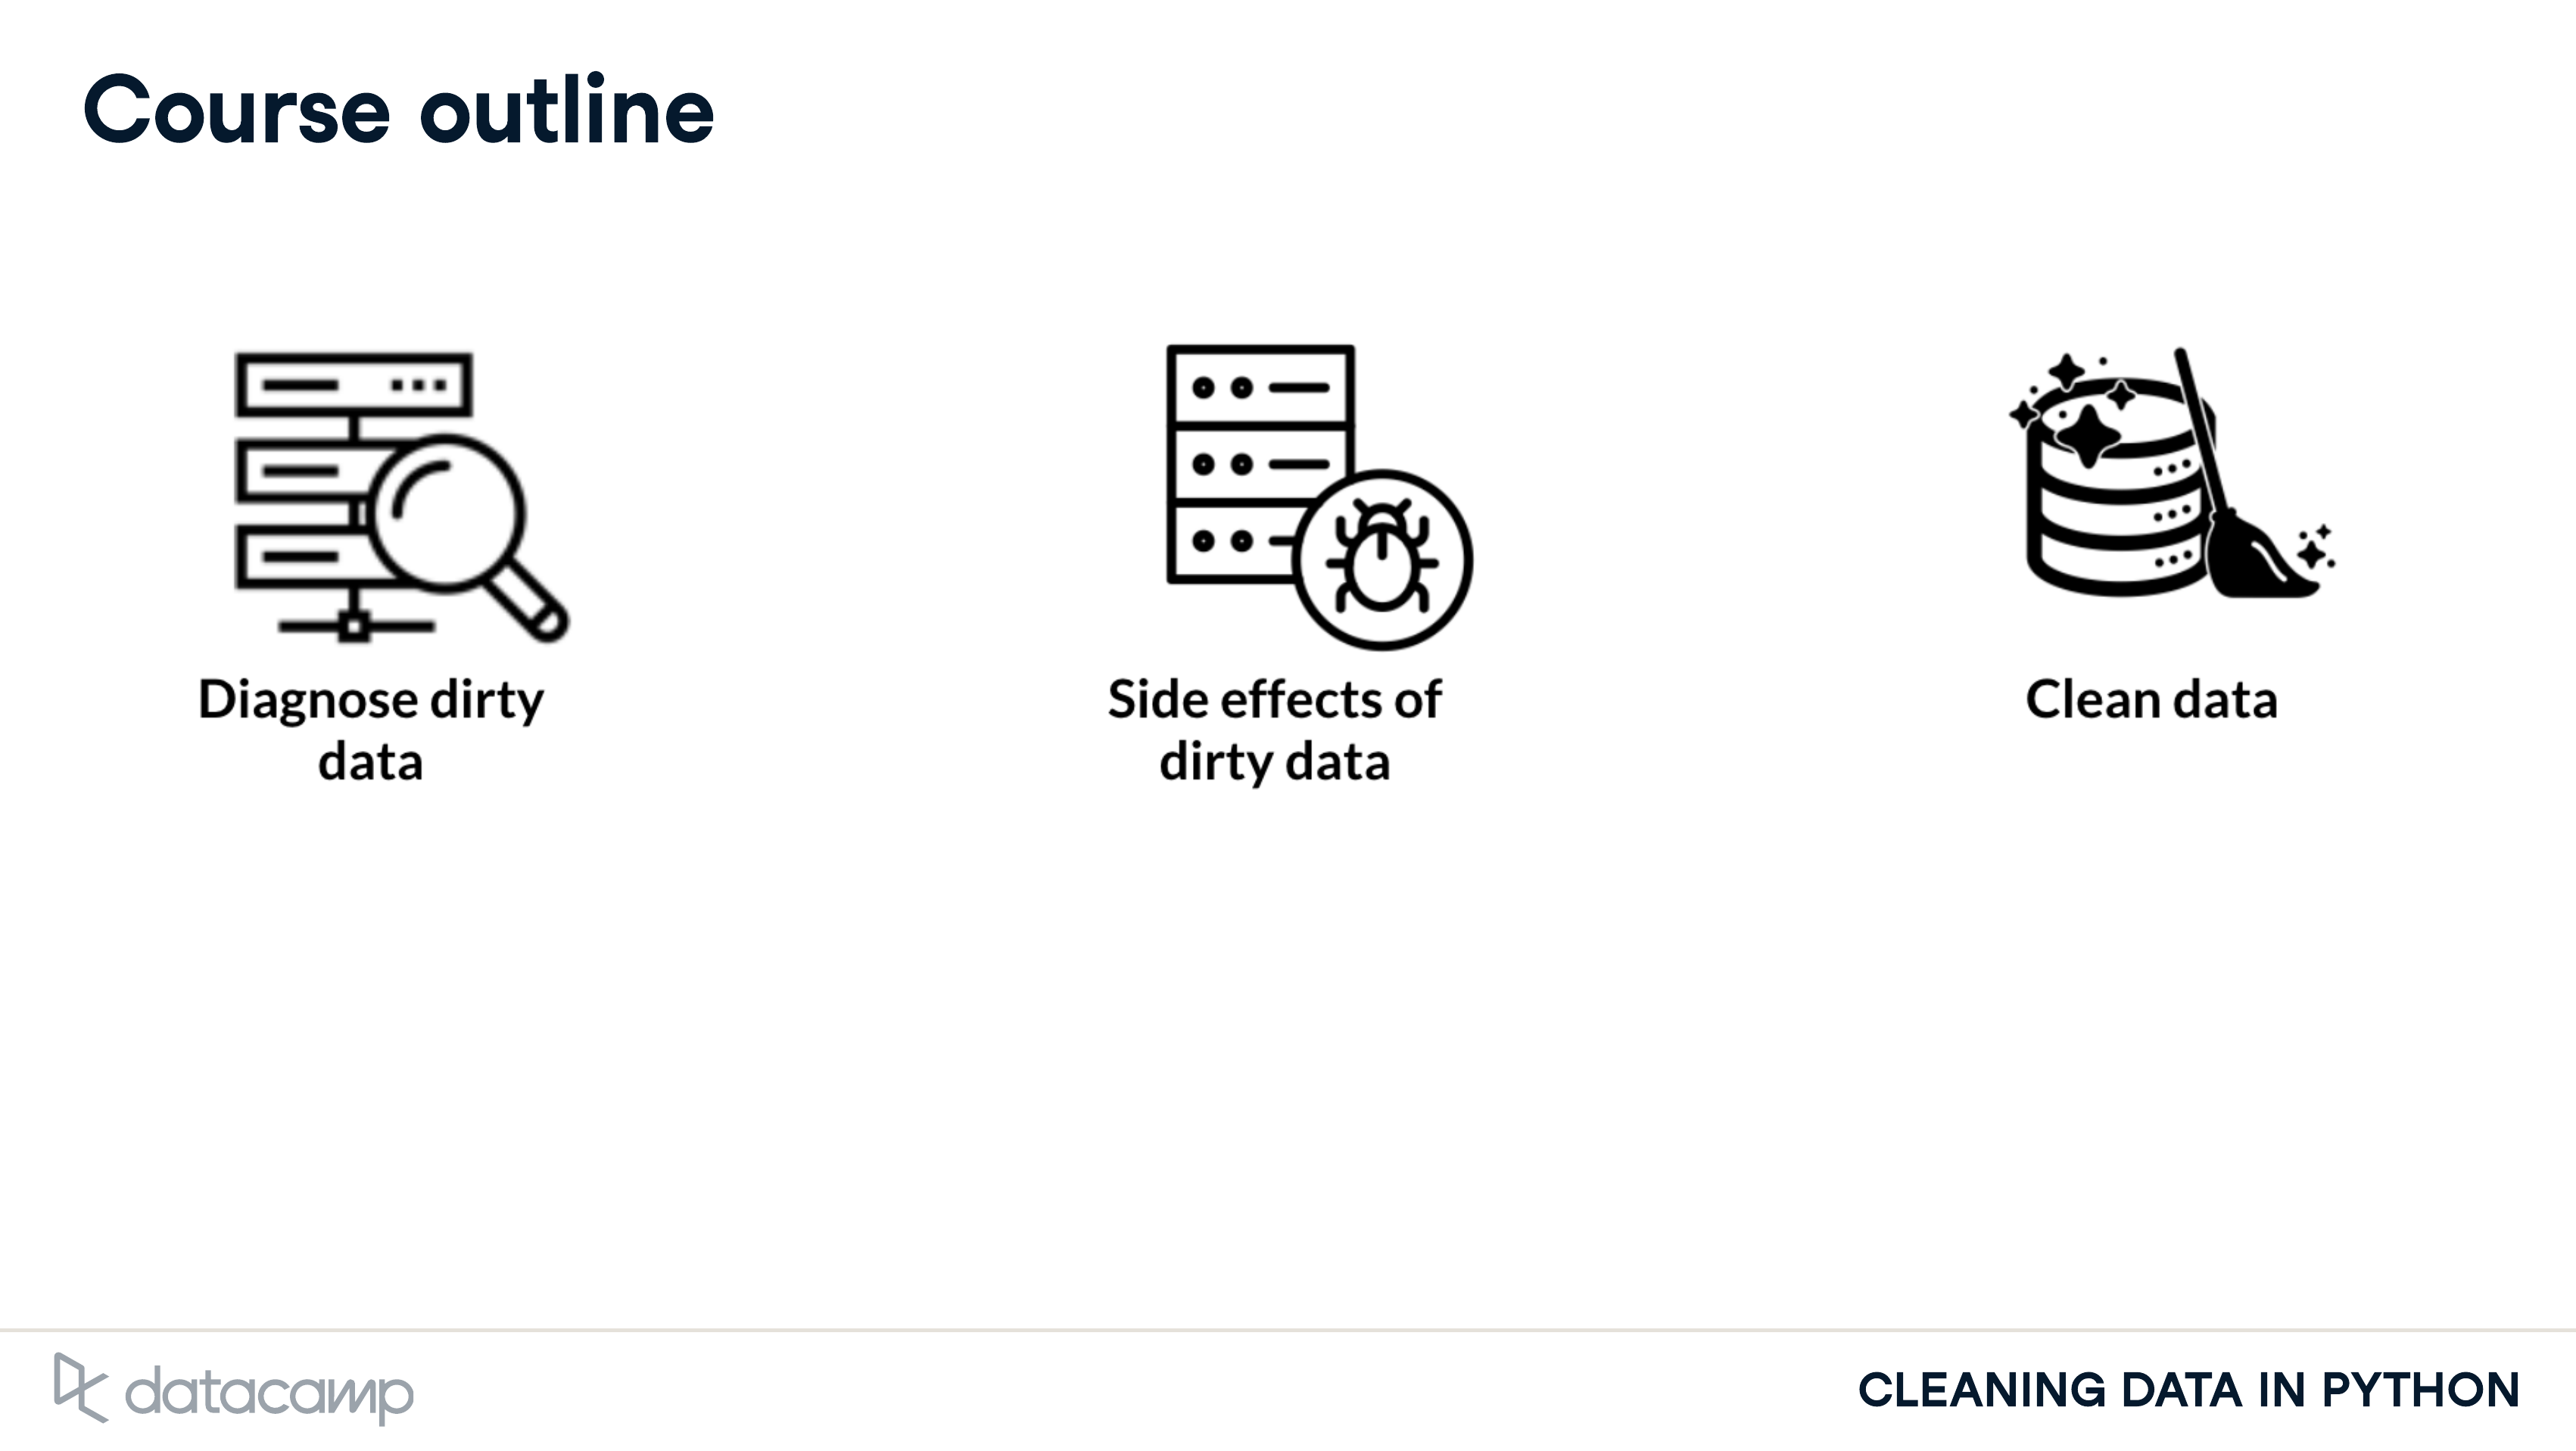 Course outline
Diagnose dirty
data
Side effects of
dirty data
Clean data
datacamp
CLEANING DATA IN PYTHON